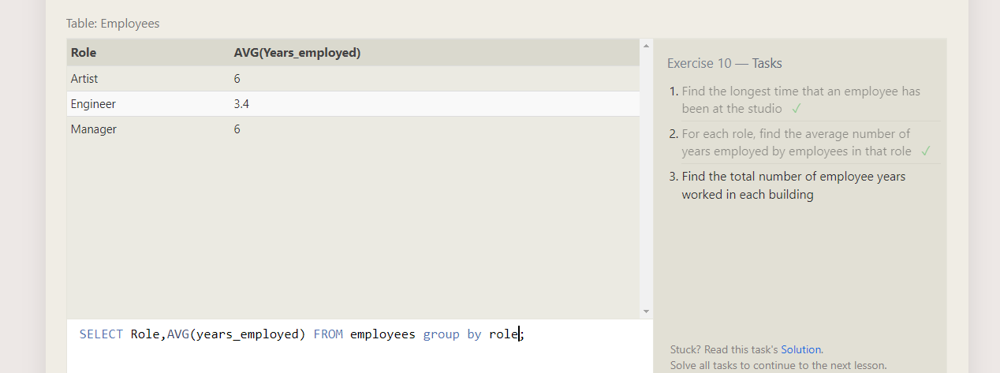 Table: Employees
Role AVG(Years_employed)
Artist 6
Engineer 3.4
Manager 6
SELECT Role,AVG(years_employed) FROM employees group by role;
Exercise 10 — Tasks
1. Find the longest time that an employee has
been at the studio ✓
2. For each role, find the average number of
years employed by employees in that role ✓
3. Find the total number of employee years
worked in each building
Stuck? Read this task's Solution.
Solve all tasks to continue to the next lesson.